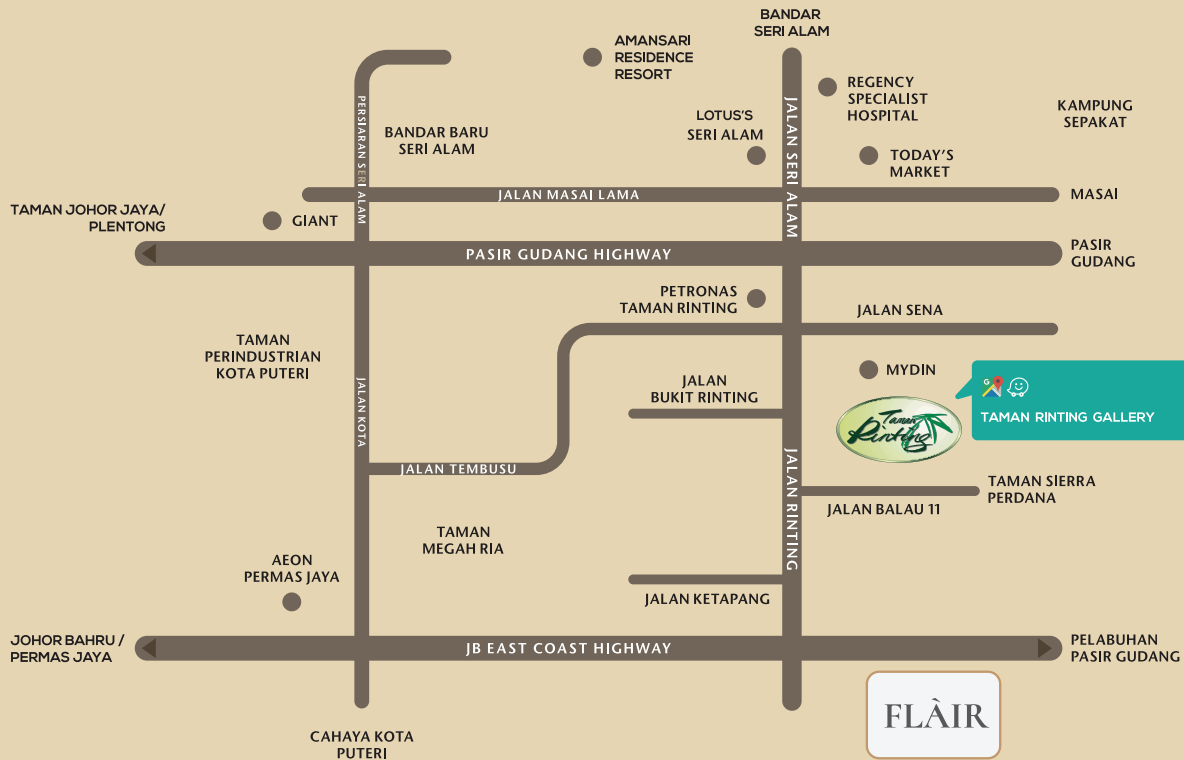 BANDAR
SERI ALAM
AMANSARI
RESIDENCE
RESORT
REGENCY
SPECIALIST
HOSPITAL
KAMPUNG
SEPAKAT
PERSIARAN SERI ALAM
BANDAR BARU
SERI ALAM
LOTUS'S
SERI ALAM
JALAN SERI ALAM
TODAY'S
MARKET
JALAN MASAI LAMA
MASAI
TAMAN JOHOR JAYA/
PLENTONG
GIANT
PASIR GUDANG HIGHWAY
PASIR
GUDANG
PETRONAS
TAMAN RINTING
JALAN SENA
TAMAN
PERINDUSTRIAN
KOTA PUTERI
JALAN KOTA
JALAN
BUKIT RINTING
MYDIN
G
Taman
Rinting
TAMAN RINTING GALLERY
JALAN TEMBUSU
JALAN RINTING
TAMAN SIERRA
PERDANA
JALAN BALAU 11
TAMAN
MEGAH RIA
AEON
PERMAS JAYA
JALAN KETAPANG
JOHOR BAHRU /
PERMAS JAYA
JB EAST COAST HIGHWAY
PELABUHAN
PASIR GUDANG
FLÀIR
CAHAYA KOTA
PUTERI